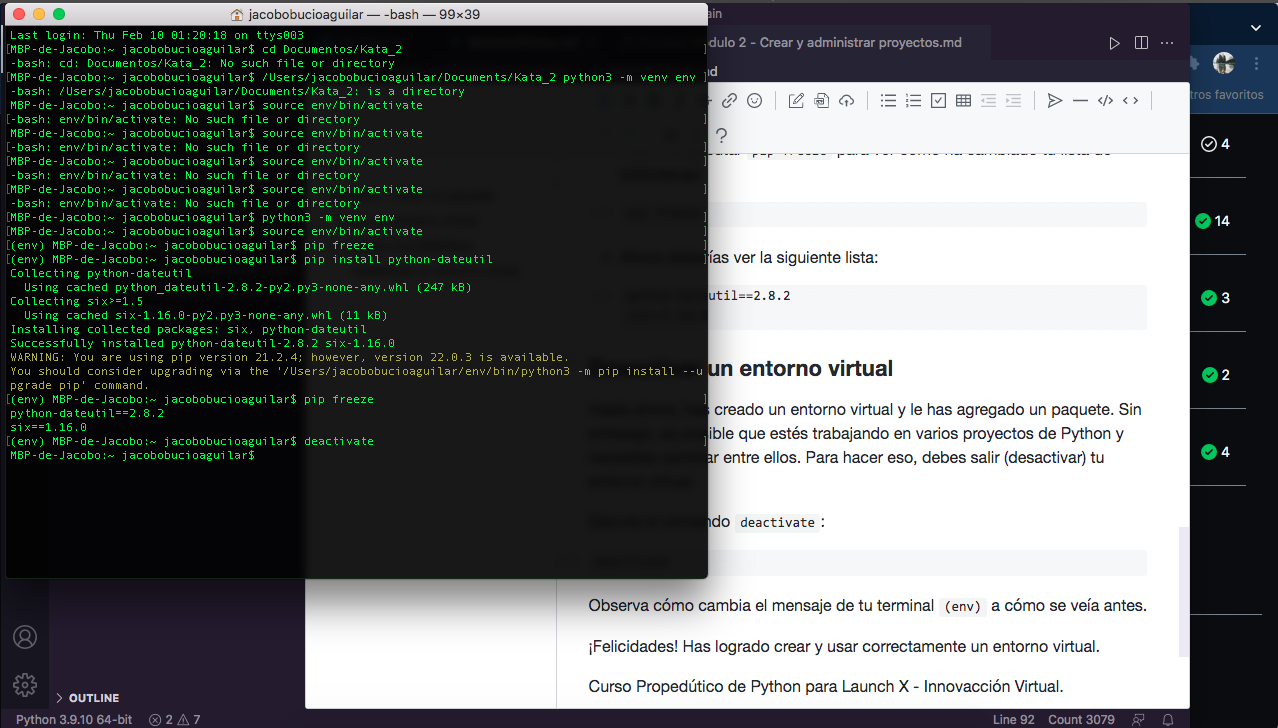 jacobobucioaguilar — -bash — 99×39
Last login: Thu Feb 10 01:20:18 on ttys003
[MBP-de-Jacobo:~ jacobobucioaguilar$ cd Documentos/Kata_2 ]
-bash: cd: Documentos/Kata_2: No such file or directory
[MBP-de-Jacobo:~ jacobobucioaguilar$ /Users/jacobobucioaguilar/Documentos/Kata_2 python3 -m venv env ]
-bash: /Users/jacobobucioaguilar/Documentos/Kata_2: is a directory
MBP-de-Jacobo:~ jacobobucioaguilar$ source env/bin/activate
[-bash: env/bin/activate: No such file or directory ]
MBP-de-Jacobo:~ jacobobucioaguilar$ source env/bin/activate
[-bash: env/bin/activate: No such file or directory ]
MBP-de-Jacobo:~ jacobobucioaguilar$ source env/bin/activate
-bash: env/bin/activate: No such file or directory
[MBP-de-Jacobo:~ jacobobucioaguilar$ source env/bin/activate ]
-bash: env/bin/activate: No such file or directory
[MBP-de-Jacobo:~ jacobobucioaguilar$ python3 -m venv env ]
[MBP-de-Jacobo:~ jacobobucioaguilar$ source env/bin/activate ]
[(env) MBP-de-Jacobo:~ jacobobucioaguilar$ pip freeze ]
[(env) MBP-de-Jacobo:~ jacobobucioaguilar$ pip install python-dateutil ]
Collecting python-dateutil
Using cached python_dateutil-2.8.2-py2.py3-none-any.whl (247 kB)
Collecting six>=1.5
Using cached six-1.16.0-py2.py3-none-any.whl (11 kB)
Installing collected packages: six, python-dateutil
Successfully installed python-dateutil-2.8.2 six-1.16.0
WARNING: You are using pip version 21.2.4; however, version 22.0.3 is available.
You should consider upgrading via the '/Users/jacobobucioaguilar/env/bin/python3 -m pip install --u
pgrade pip' command.
[(env) MBP-de-Jacobo:~ jacobobucioaguilar$ pip freeze ]
python-dateutil==2.8.2
six==1.16.0
[(env) MBP-de-Jacobo:~ jacobobucioaguilar$ deactivate ]
MBP-de-Jacobo:~ jacobobucioaguilar$
ain
dulo 2 - Crear y administrar proyectos.md
nd
?
ías ver la siguiente lista:
util==2.8.2
un entorno virtual
creado un entorno virtual y le has agregado un paquete. Sin
ible que estés trabajando en varios proyectos de Python y
ar entre ellos. Para hacer eso, debes salir (desactivar) tu
ndo deactivate :
Observa cómo cambia el mensaje de tu terminal (env) a cómo se veía antes.
¡Felicidades! Has logrado crear y usar correctamente un entorno virtual.
Curso Propedútico de Python para Launch X - Innovacción Virtual.
tros favoritos
4
14
3
2
4
OUTLINE
Python 3.9.10 64-bit 2 7
Line 92 Count 3079